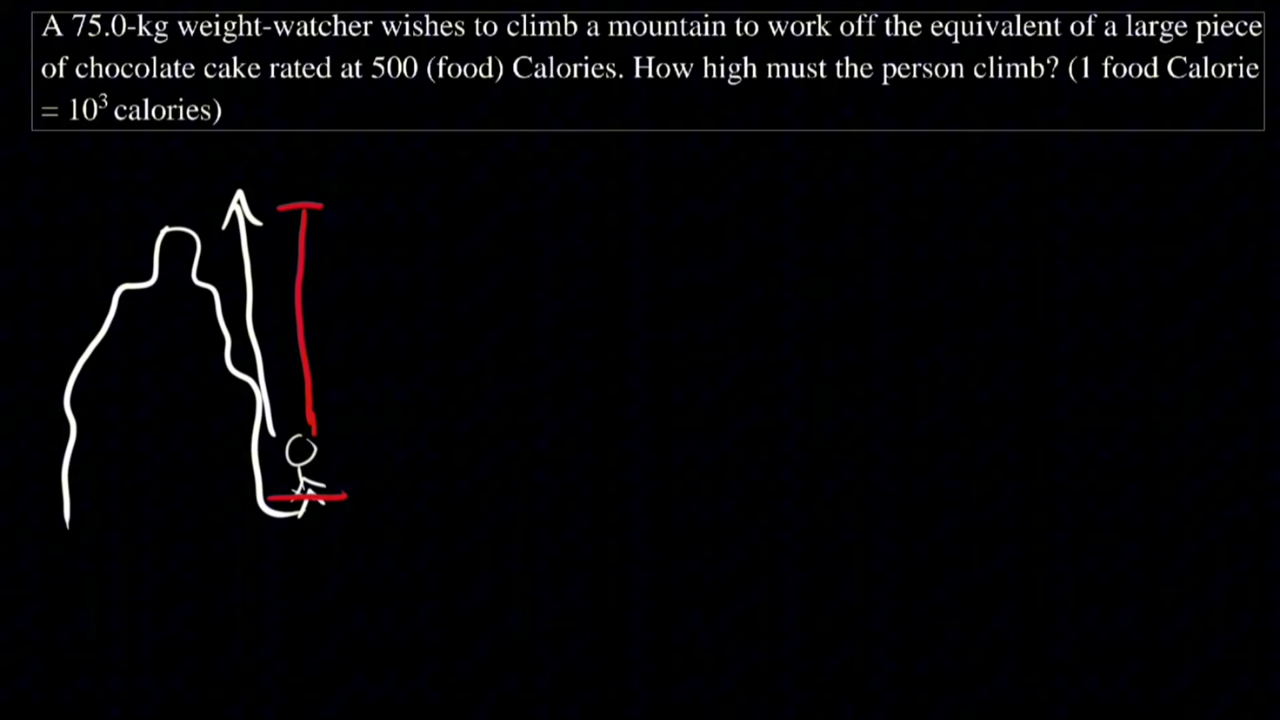 A 75.0-kg weight-watcher wishes to climb a mountain to work off the equivalent of a large piece
of chocolate cake rated at 500 (food) Calories. How high must the person climb? (1 food Calorie
= 10³ calories)